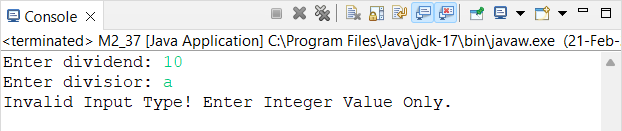 Console
<terminated> M2_37 [Java Application] C:\Program Files\Java\jdk-17\bin\javaw.exe (21-Feb-
Enter dividend: 10
Enter divisior: a
Invalid Input Type! Enter Integer Value Only.